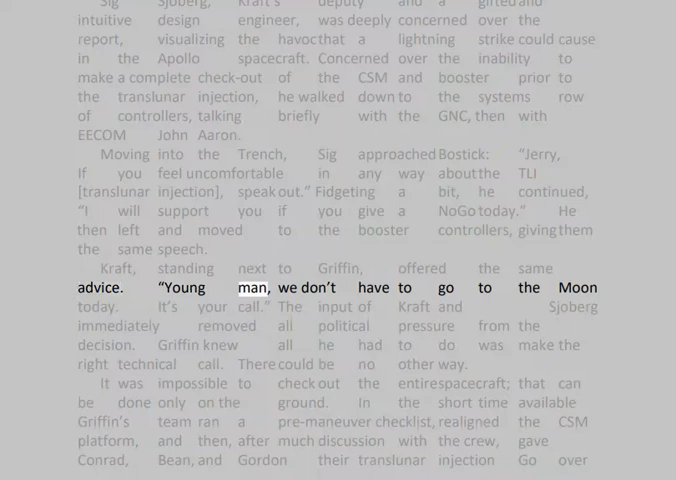 Sig Sjoberg, Kraft's deputy and a gifted and
intuitive design engineer, was deeply concerned over the
report, visualizing the havoc that a lightning strike could cause
in the Apollo spacecraft. Concerned over the inability to
make a complete check-out of the CSM and booster prior to
the translunar injection, he walked down to the systems row
of controllers, talking briefly with the GNC, then with
EECOM John Aaron.
Moving into the Trench, Sig approached Bostick: “Jerry,
If you feel uncomfortable in any way about the TLI
[translunar injection], speak out.” Fidgeting a bit, he continued,
“I will support you if you give a NoGo today.” He
then left and moved to the booster controllers, giving them
the same speech.
Kraft, standing next to Griffin, offered the same
advice. “Young man, we don’t have to go to the Moon
today. It’s your call.” The input of Kraft and Sjoberg
immediately removed all political pressure from the
decision. Griffin knew all he had to do was make the
right technical call. There could be no other way.
It was impossible to check out the entire spacecraft; that can
be done only on the ground. In the short time available
Griffin’s team ran a pre-maneuver checklist, realigned the CSM
platform, and then, after much discussion with the crew, gave
Conrad, Bean, and Gordon their translunar injection Go over